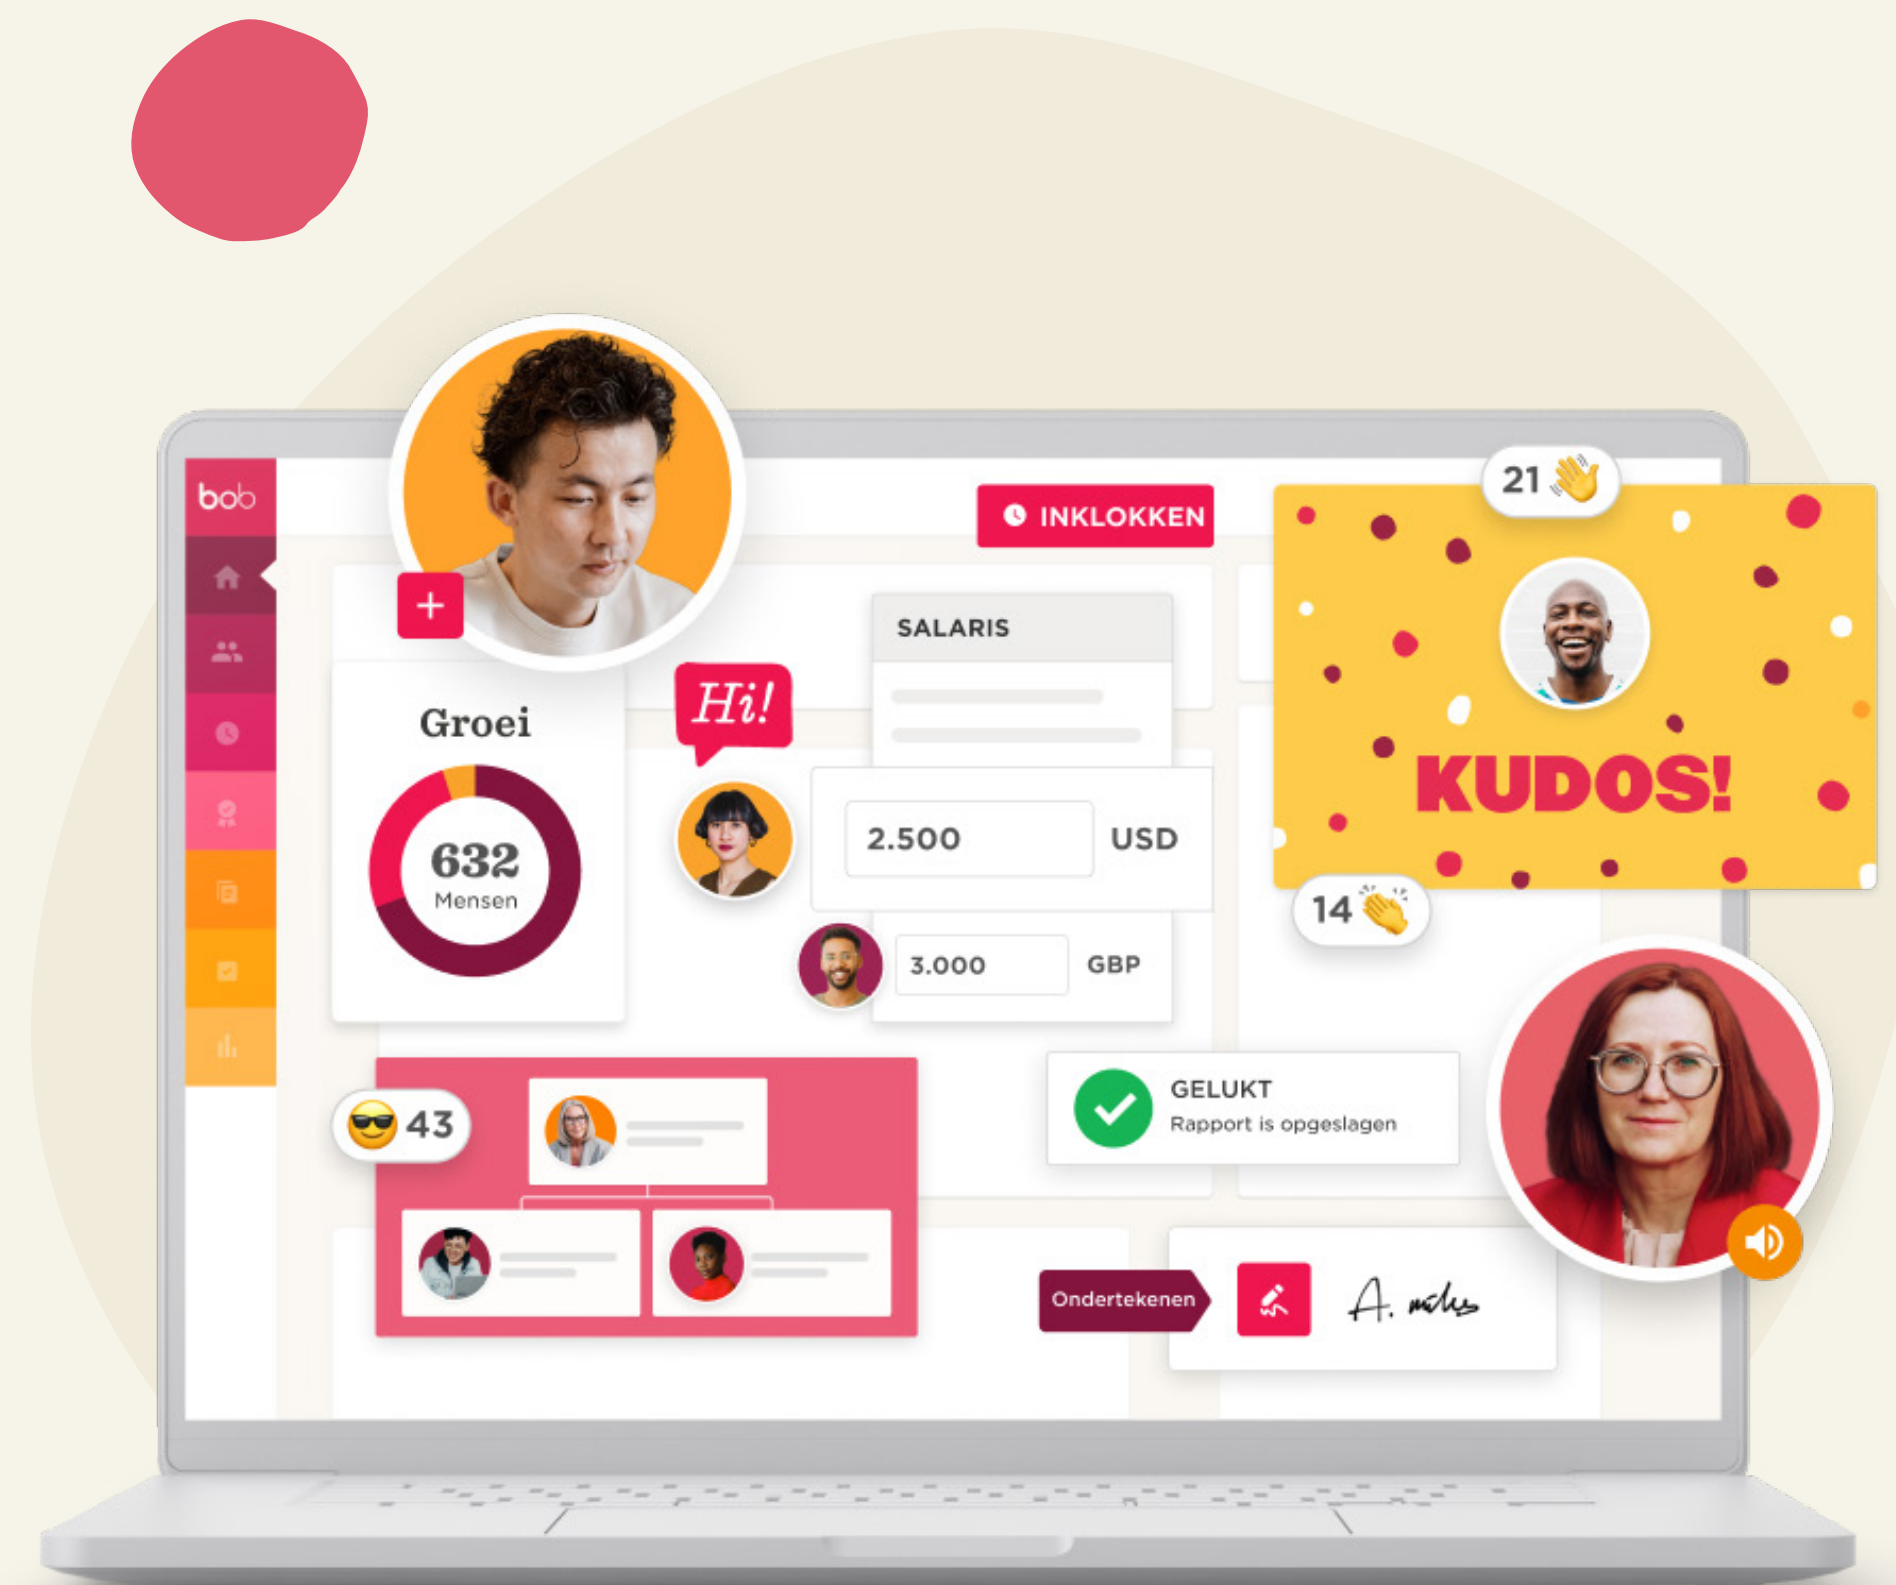 bob
INKLOKKEN
21
SALARIS
Groei
Hi!
632
Mensen
2.500 USD
KUDOS!
14
3.000 GBP
43
GELUKT
Rapport is opgeslagen
Ondertekenen